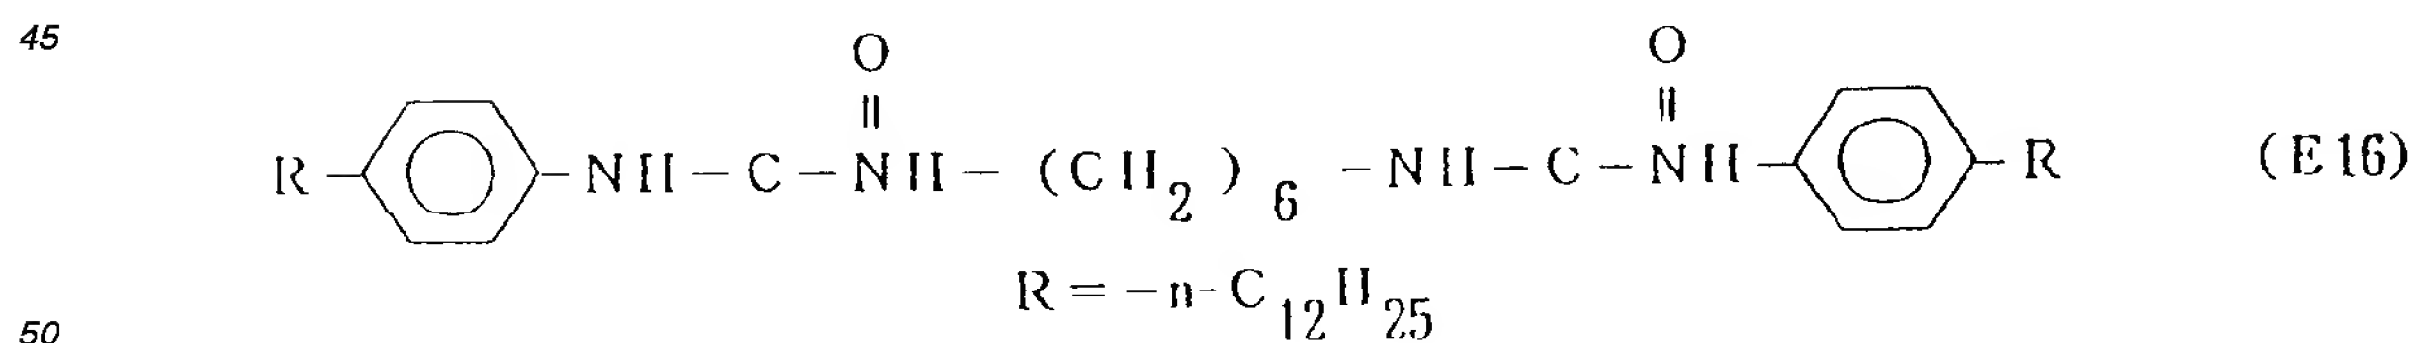 45
O O
|| ||
R – – NH – C – NH – (CH2)6 – NH – C – NH – – R (E16)
R = –n–C12H25
50